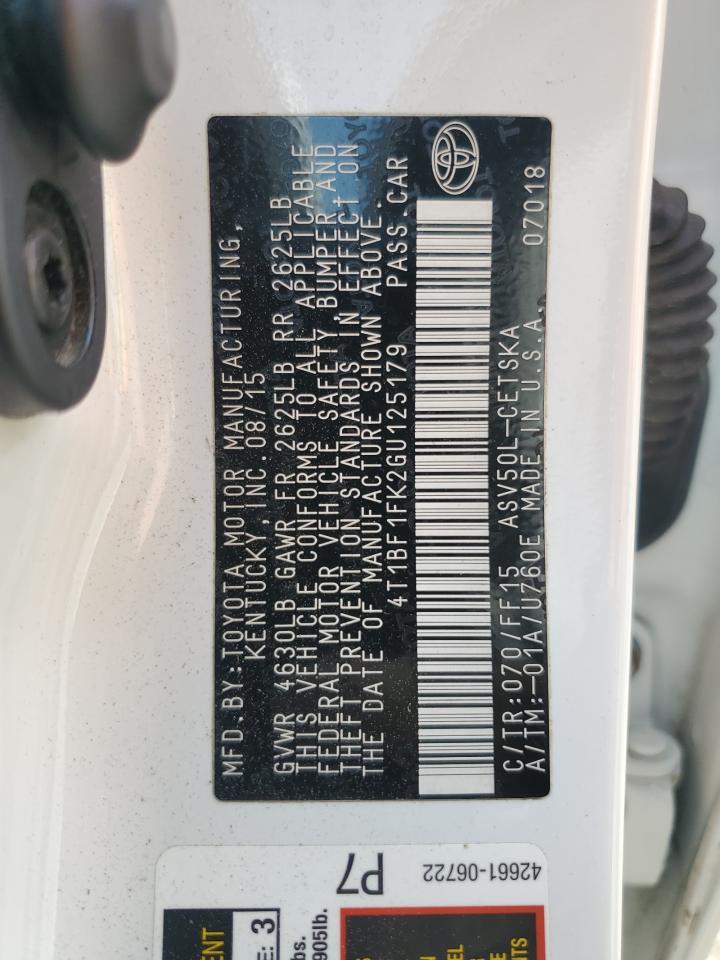 MFD.BY:TOYOTA MOTOR MANUFACTURING,
KENTUCKY, INC. 08/15
GVWR 4630LB GAWR FR 2625LB RR 2625LB
THIS VEHICLE CONFORMS TO ALL APPLICABLE
FEDERAL MOTOR VEHICLE SAFETY, BUMPER, AND
THEFT PREVENTION STANDARDS IN EFFECT ON
THE DATE OF MANUFACTURE SHOWN ABOVE.
4T1BF1FK2GU125179 PASS.CAR
C/TR:070/FF15 ASV50L-CETSKA
A/TM:-01A/U760E MADE IN U.S.A. 07018
42661-06722
P7
3
905lb.